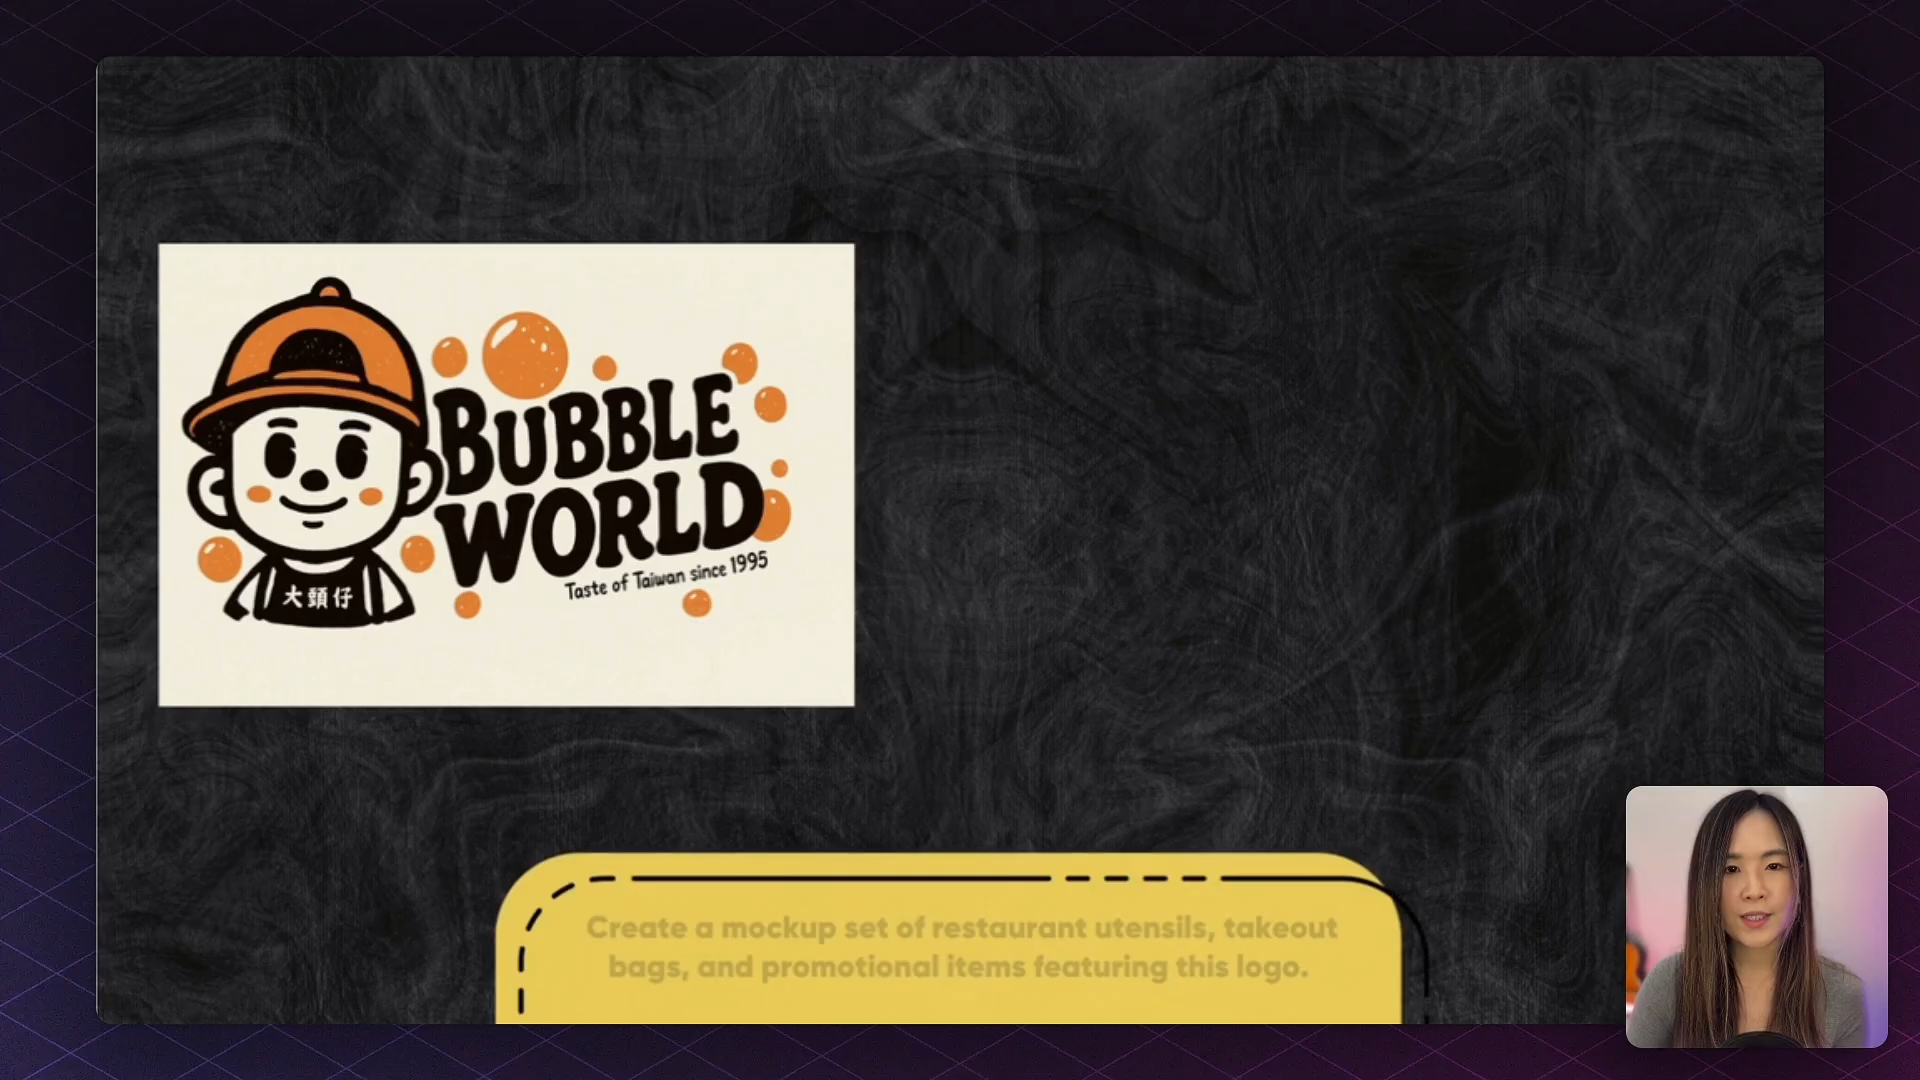 BUBBLE
WORLD
Taste of Taiwan since 1995
大頭仔
Create a mockup set of restaurant utensils, takeout
bags, and promotional items featuring this logo.